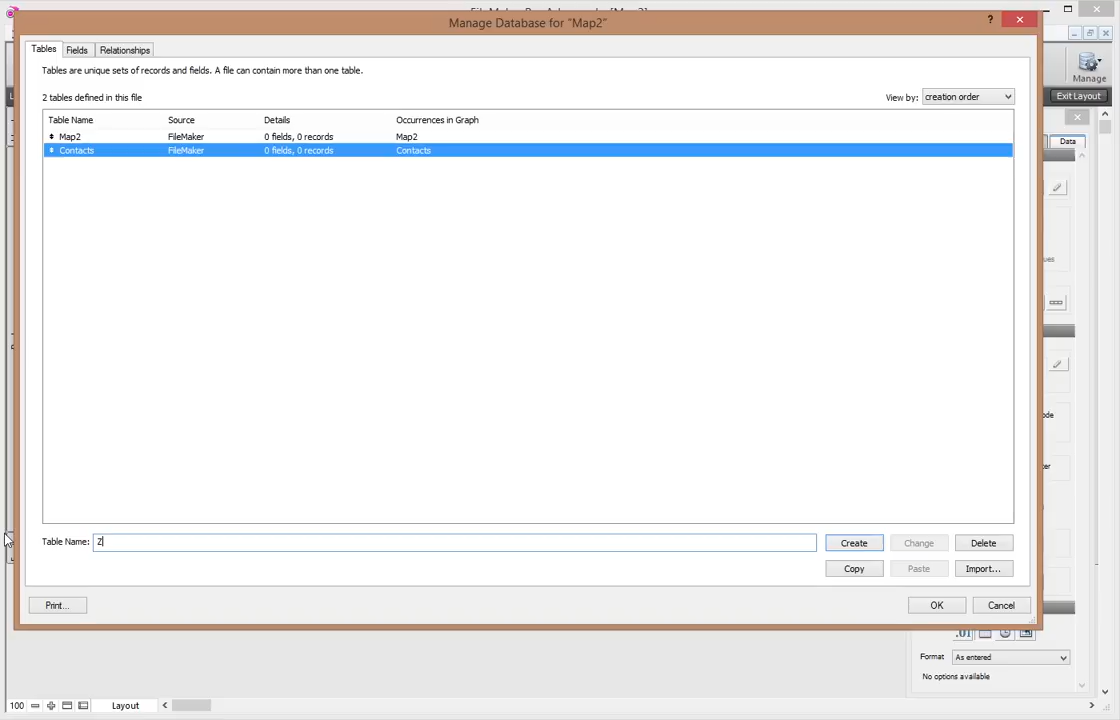 Manage Database for "Map2"
?
Tables Fields Relationships
Tables are unique sets of records and fields. A file can contain more than one table.
2 tables defined in this file
View by: creation order
Table Name Source Details Occurrences in Graph
Map2 FileMaker 0 fields, 0 records Map2
Contacts FileMaker 0 fields, 0 records Contacts
Table Name: Z
Create Change Delete
Copy Paste Import...
Print... OK Cancel
Manage
Exit Layout
Data
Format As entered
No options available
100 Layout